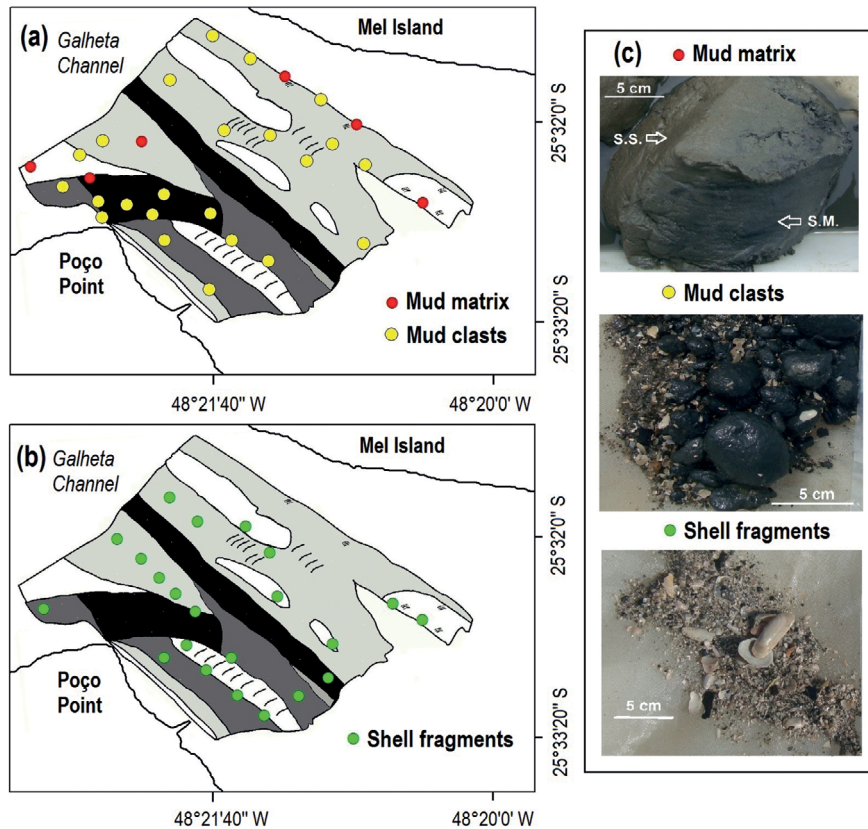 (a)
Galheta
Channel
Mel Island
Poço
Point
Mud matrix
Mud clasts
25°32'0" S
25°33'20" S
48°21'40" W
48°20'0' W
(b)
Galheta
Channel
Mel Island
Poço
Point
Shell fragments
25°32'0" S
25°33'20" S
48°21'40" W
48°20'0' W
(c)
Mud matrix
5 cm
S.S.
S.M.
Mud clasts
5 cm
Shell fragments
5 cm